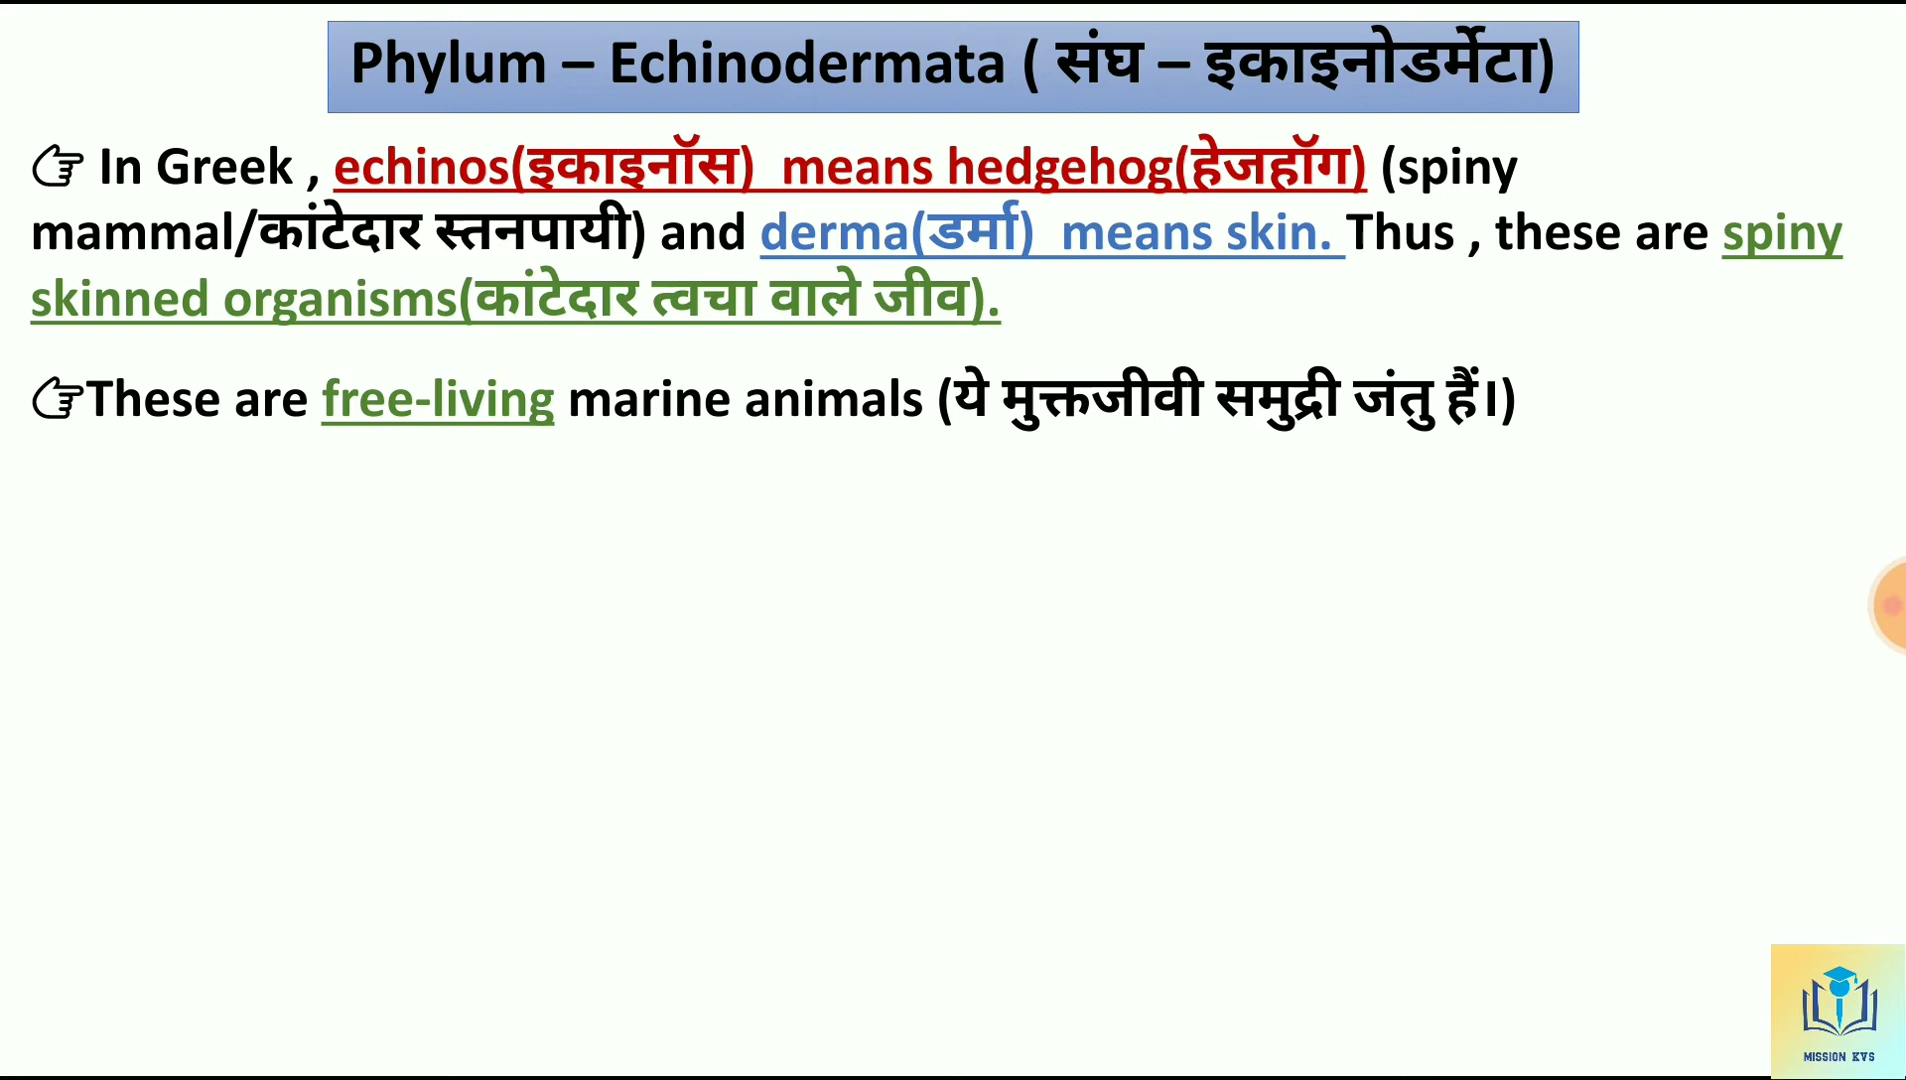 Phylum – Echinodermata ( संघ – इकाइनोडर्मेटा)
👉 In Greek , echinos(इकाइनॉस) means hedgehog(हेजहॉग) (spiny
mammal/कांटेदार स्तनपायी) and derma(डर्मा) means skin. Thus , these are spiny
skinned organisms(कांटेदार त्वचा वाले जीव).
👉These are free-living marine animals (ये मुक्तजीवी समुद्री जंतु हैं।)
MISSION KVS